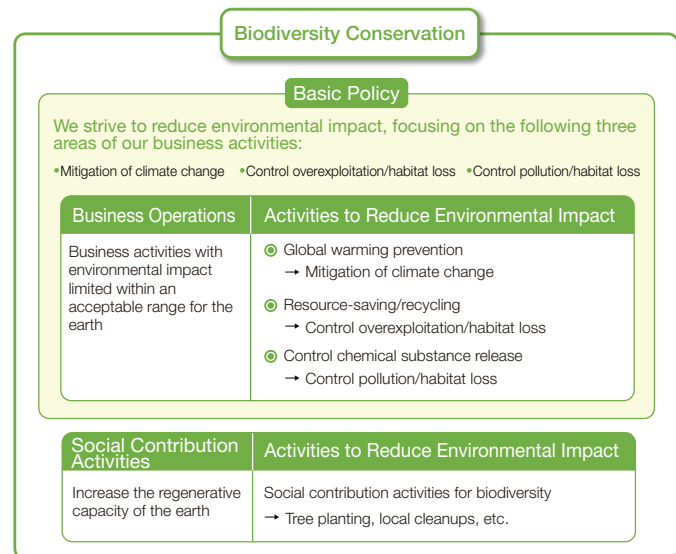 Biodiversity Conservation
Basic Policy
We strive to reduce environmental impact, focusing on the following three
areas of our business activities:
•Mitigation of climate change •Control overexploitation/habitat loss •Control pollution/habitat loss
Business Operations
Activities to Reduce Environmental Impact
Business activities with
environmental impact
limited within an
acceptable range for the
earth
◉ Global warming prevention
→ Mitigation of climate change
◉ Resource-saving/recycling
→ Control overexploitation/habitat loss
◉ Control chemical substance release
→ Control pollution/habitat loss
Social Contribution
Activities
Activities to Reduce Environmental Impact
Increase the regenerative
capacity of the earth
Social contribution activities for biodiversity
→ Tree planting, local cleanups, etc.